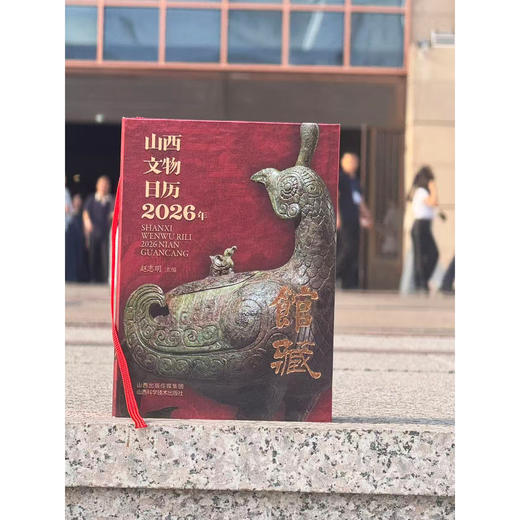 山西
文物
日历
2026年
SHANXI
WENWU RILI
2026 NIAN
GUANCANG
赵志明 主编
館藏
山西出版传媒集团
山西科学技术出版社